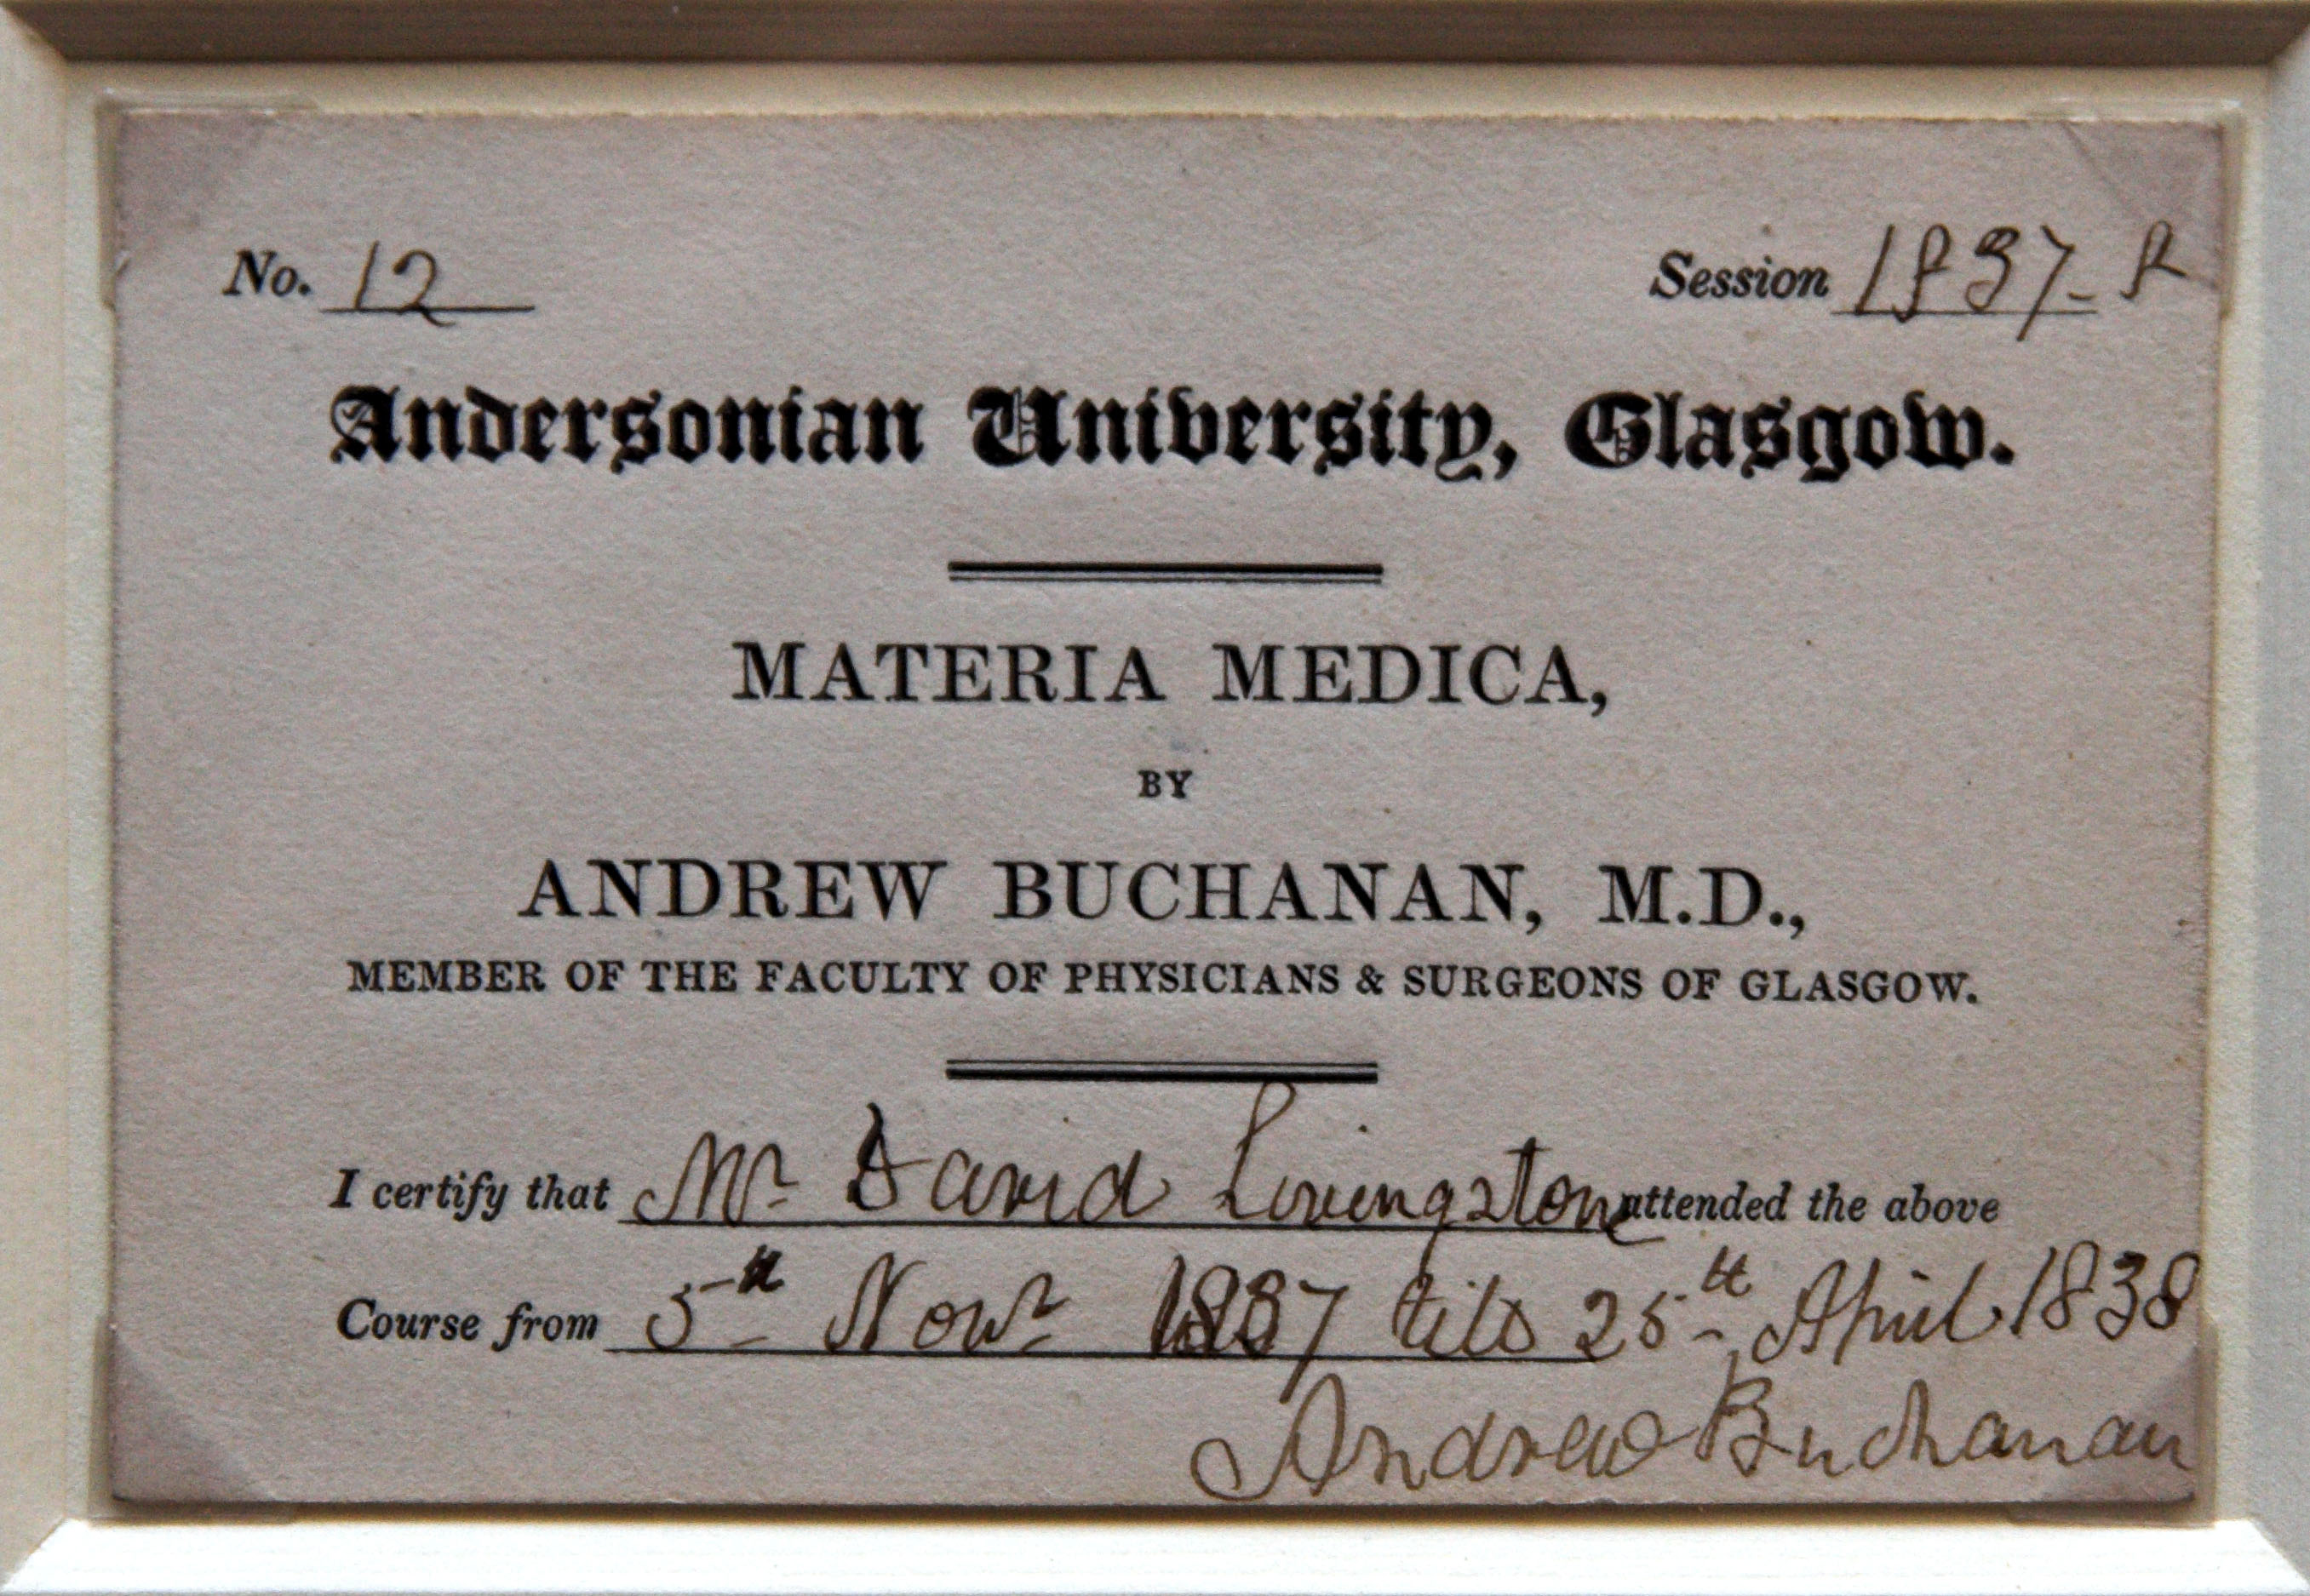 No. 12 Session 1837-8
Andersonian University, Glasgow.
MATERIA MEDICA,
BY
ANDREW BUCHANAN, M.D.,
MEMBER OF THE FACULTY OF PHYSICIANS & SURGEONS OF GLASGOW.
I certify that Mr David Livingstone attended the above
Course from 5th Novr 1837 till 25th April 1838
Andrew Buchanan